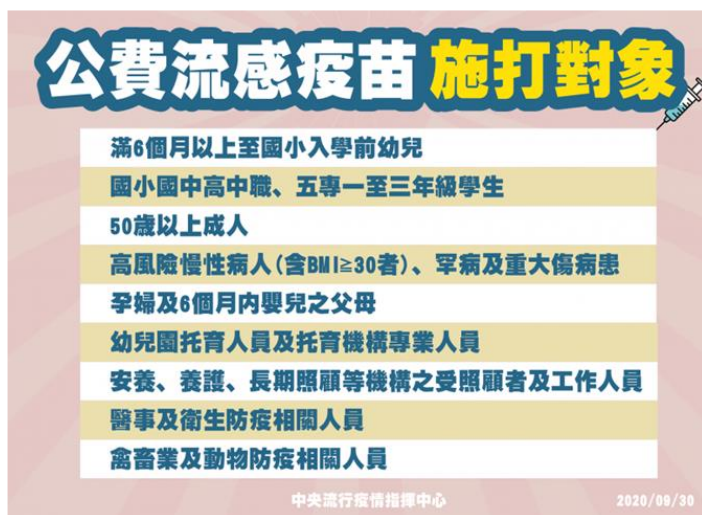 公費流感疫苗 施打對象
滿6個月以上至國小入學前幼兒
國小國中高中職、五專一至三年級學生
50歲以上成人
高風險慢性病人(含BMI≧30者)、罕病及重大傷病患
孕婦及6個月內嬰兒之父母
幼兒園托育人員及托育機構專業人員
安養、養護、長期照顧等機構之受照顧者及工作人員
醫事及衛生防疫相關人員
禽畜業及動物防疫相關人員
中央流行疫情指揮中心 2020/09/30